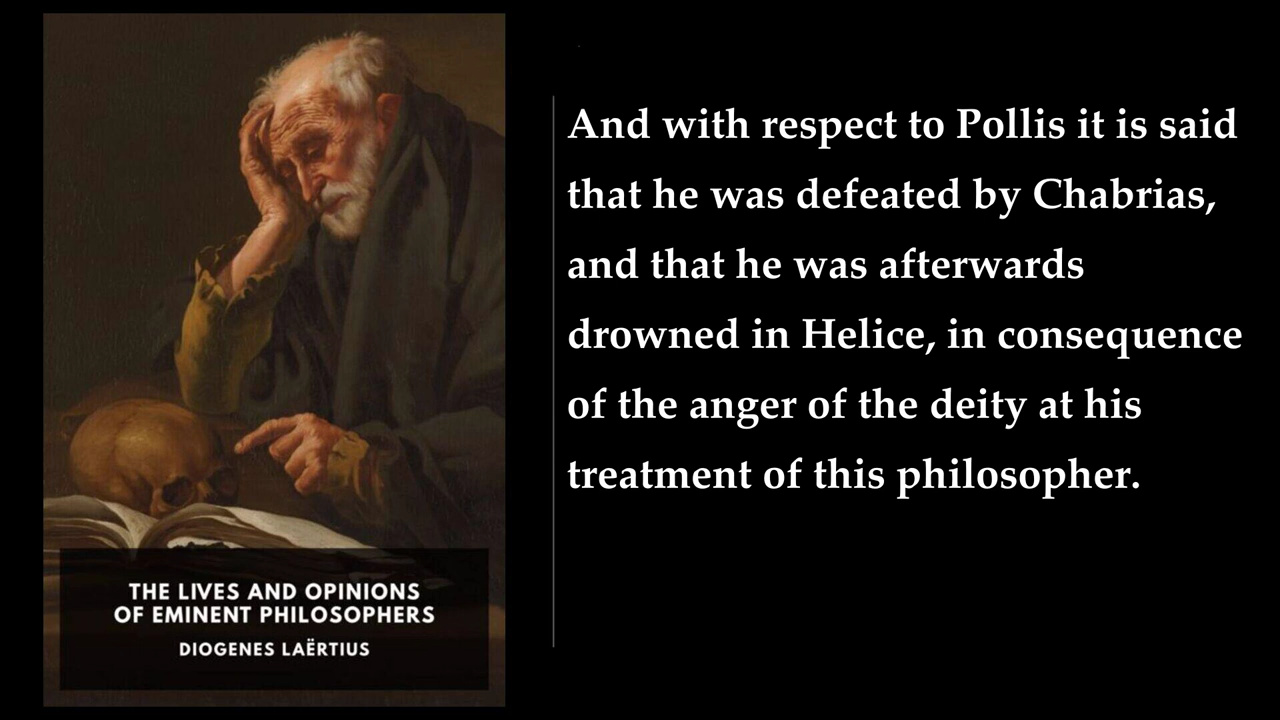 And with respect to Pollis it is said
that he was defeated by Chabrias,
and that he was afterwards
drowned in Helice, in consequence
of the anger of the deity at his
treatment of this philosopher.
THE LIVES AND OPINIONS
OF EMINENT PHILOSOPHERS
DIOGENES LAËRTIUS